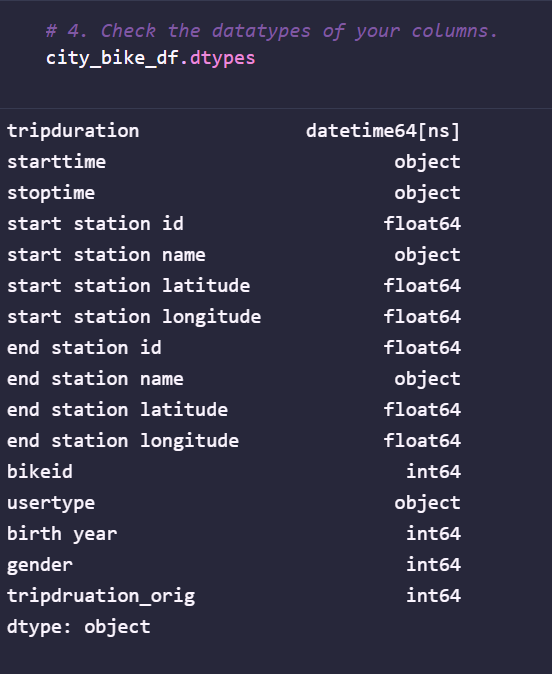 # 4. Check the datatypes of your columns.
city_bike_df.dtypes
tripduration datetime64[ns]
starttime object
stoptime object
start station id float64
start station name object
start station latitude float64
start station longitude float64
end station id float64
end station name object
end station latitude float64
end station longitude float64
bikeid int64
usertype object
birth year int64
gender int64
tripdruation_orig int64
dtype: object